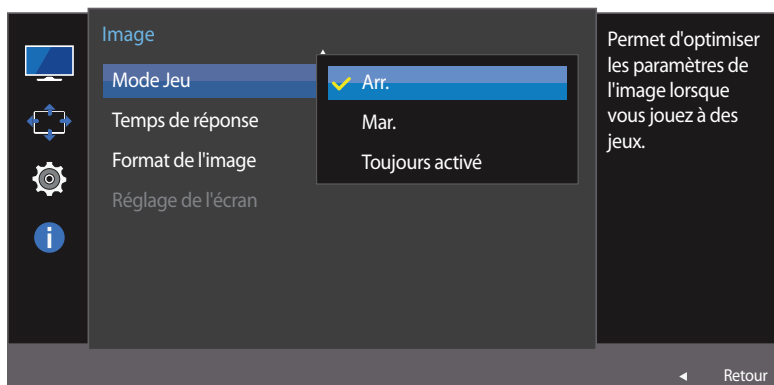 Image
Mode Jeu
Temps de réponse
Format de l'image
Réglage de l'écran
Arr.
Mar.
Toujours activé
Permet d'optimiser
les paramètres de
l'image lorsque
vous jouez à des
jeux.
Retour